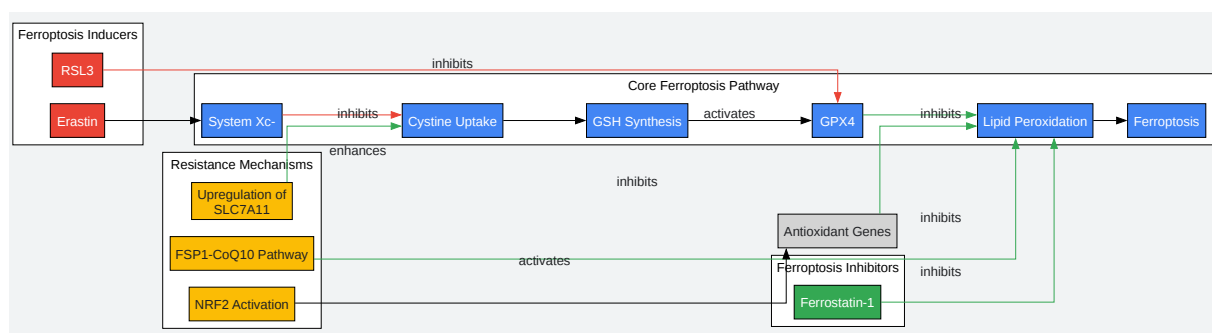 Ferroptosis Inducers
RSL3
inhibits
Core Ferroptosis Pathway
Erastin
System Xc-
inhibits
Cystine Uptake
GSH Synthesis
activates
GPX4
inhibits
Lipid Peroxidation
Ferroptosis
enhances
Resistance Mechanisms
Upregulation of
SLC7A11
inhibits
inhibits
Antioxidant Genes
FSP1-CoQ10 Pathway
activates
Ferroptosis Inhibitors
inhibits
NRF2 Activation
Ferrostatin-1